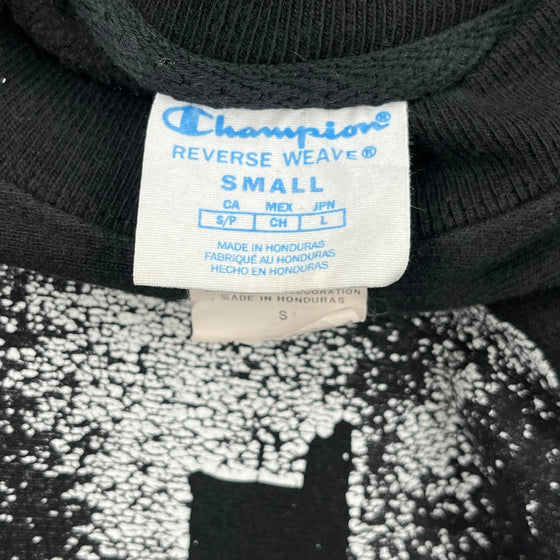 Champion®
REVERSE WEAVE®
SMALL
CA MEX JPN
S/P CH L
MADE IN HONDURAS
FABRIQUÉ AU HONDURAS
HECHO EN HONDURAS
MADE IN HONDURAS
S